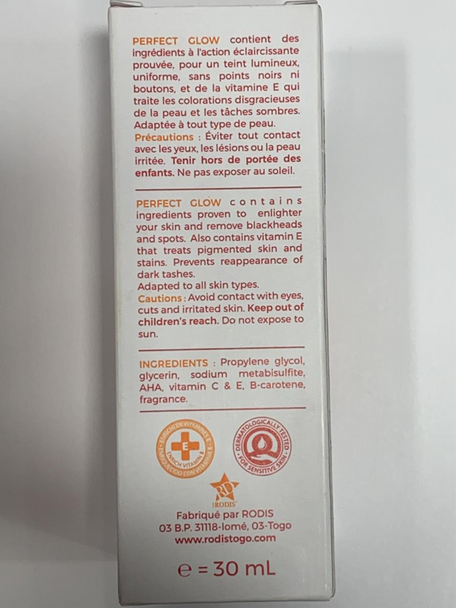 PERFECT GLOW contient des
ingrédients à l'action éclaircissante
prouvée, pour un teint lumineux,
uniforme, sans points noirs ni
boutons, et de la vitamine E qui
traite les colorations disgracieuses
de la peau et les tâches sombres.
Adaptée à tout type de peau.
Précautions : Éviter tout contact
avec les yeux, les lésions ou la peau
irritée. Tenir hors de portée des
enfants. Ne pas exposer au soleil.
PERFECT GLOW contains
ingredients proven to enlighter
your skin and remove blackheads
and spots. Also contains vitamin E
that treats pigmented skin and
stains. Prevents reappearance of
dark tashes.
Adapted to all skin types.
Cautions : Avoid contact with eyes,
cuts and irritated skin. Keep out of
children's reach. Do not expose to
sun.
INGREDIENTS : Propylene glycol,
glycerin, sodium metabisulfite,
AHA, vitamin C & E, B-carotene,
fragrance.
E
ENRICH VITAMIN E
DERMATOLOGICALLY TESTED
FOR SENSITIVE SKIN
RODIS
Fabriqué par RODIS
03 B.P. 31118-lomé, 03-Togo
www.rodistogo.com
e = 30 mL